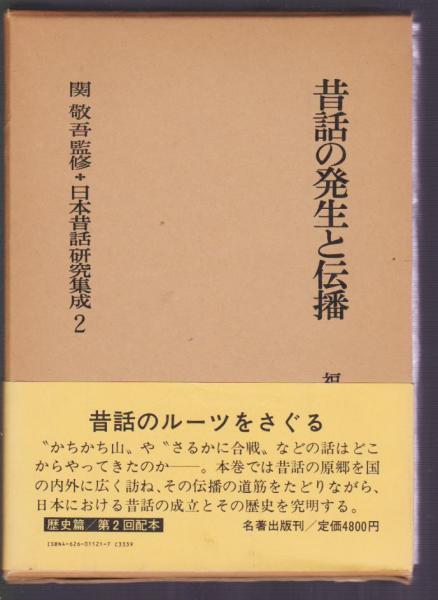 昔話の発生と伝播
関敬吾監修+日本昔話研究集成2
昔話のルーツをさぐる
〝かちかち山〟や〝さるかに合戦〟などの話はどこ
からやってきたのか――。本巻では昔話の原郷を国
の内外に広く訪ね、その伝播の道筋をたどりながら、
日本における昔話の成立とその歴史を究明する。
歴史篇/第2回配本
名著出版刊/定価4800円
ISBN4-626-01121-7 C3339